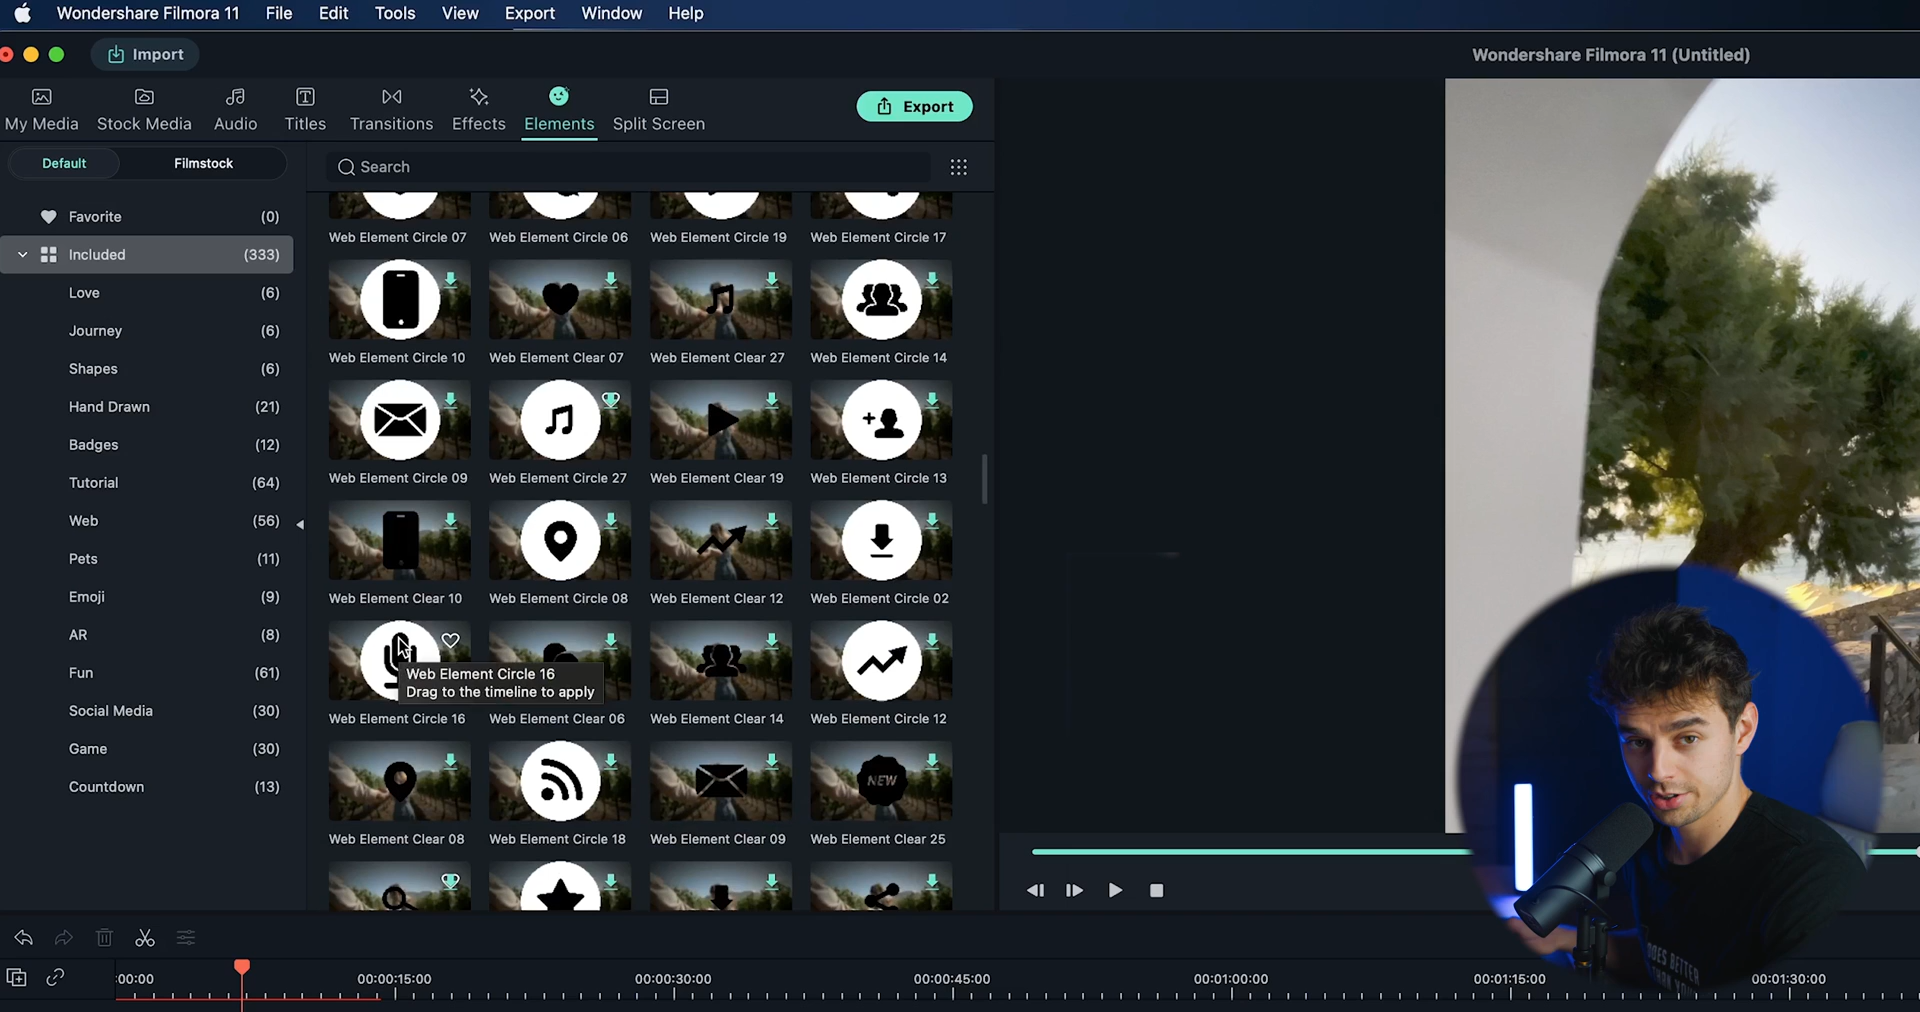 Wondershare Filmora 11 File Edit Tools View Export Window Help
Import
Wondershare Filmora 11 (Untitled)
My Media Stock Media Audio Titles Transitions Effects Elements Split Screen
Export
Default Filmstock
Search
Favorite (0)
Included (333)
Love (6)
Journey (6)
Shapes (6)
Hand Drawn (21)
Badges (12)
Tutorial (64)
Web (56)
Pets (11)
Emoji (9)
AR (8)
Fun (61)
Social Media (30)
Game (30)
Countdown (13)
Web Element Circle 07 Web Element Circle 06 Web Element Circle 19 Web Element Circle 17
Web Element Circle 10 Web Element Clear 07 Web Element Clear 27 Web Element Circle 14
Web Element Circle 09 Web Element Circle 27 Web Element Clear 19 Web Element Circle 13
Web Element Clear 10 Web Element Circle 08 Web Element Clear 12 Web Element Circle 02
Web Element Circle 16
Drag to the timeline to apply
Web Element Circle 16 Web Element Clear 06 Web Element Clear 14 Web Element Circle 12
NEW
Web Element Clear 08 Web Element Circle 18 Web Element Clear 09 Web Element Clear 25
DOES BETTER
THAN YOU
:00:00 00:00:15:00 00:00:30:00 00:00:45:00 00:01:00:00 00:01:15:00 00:01:30:00